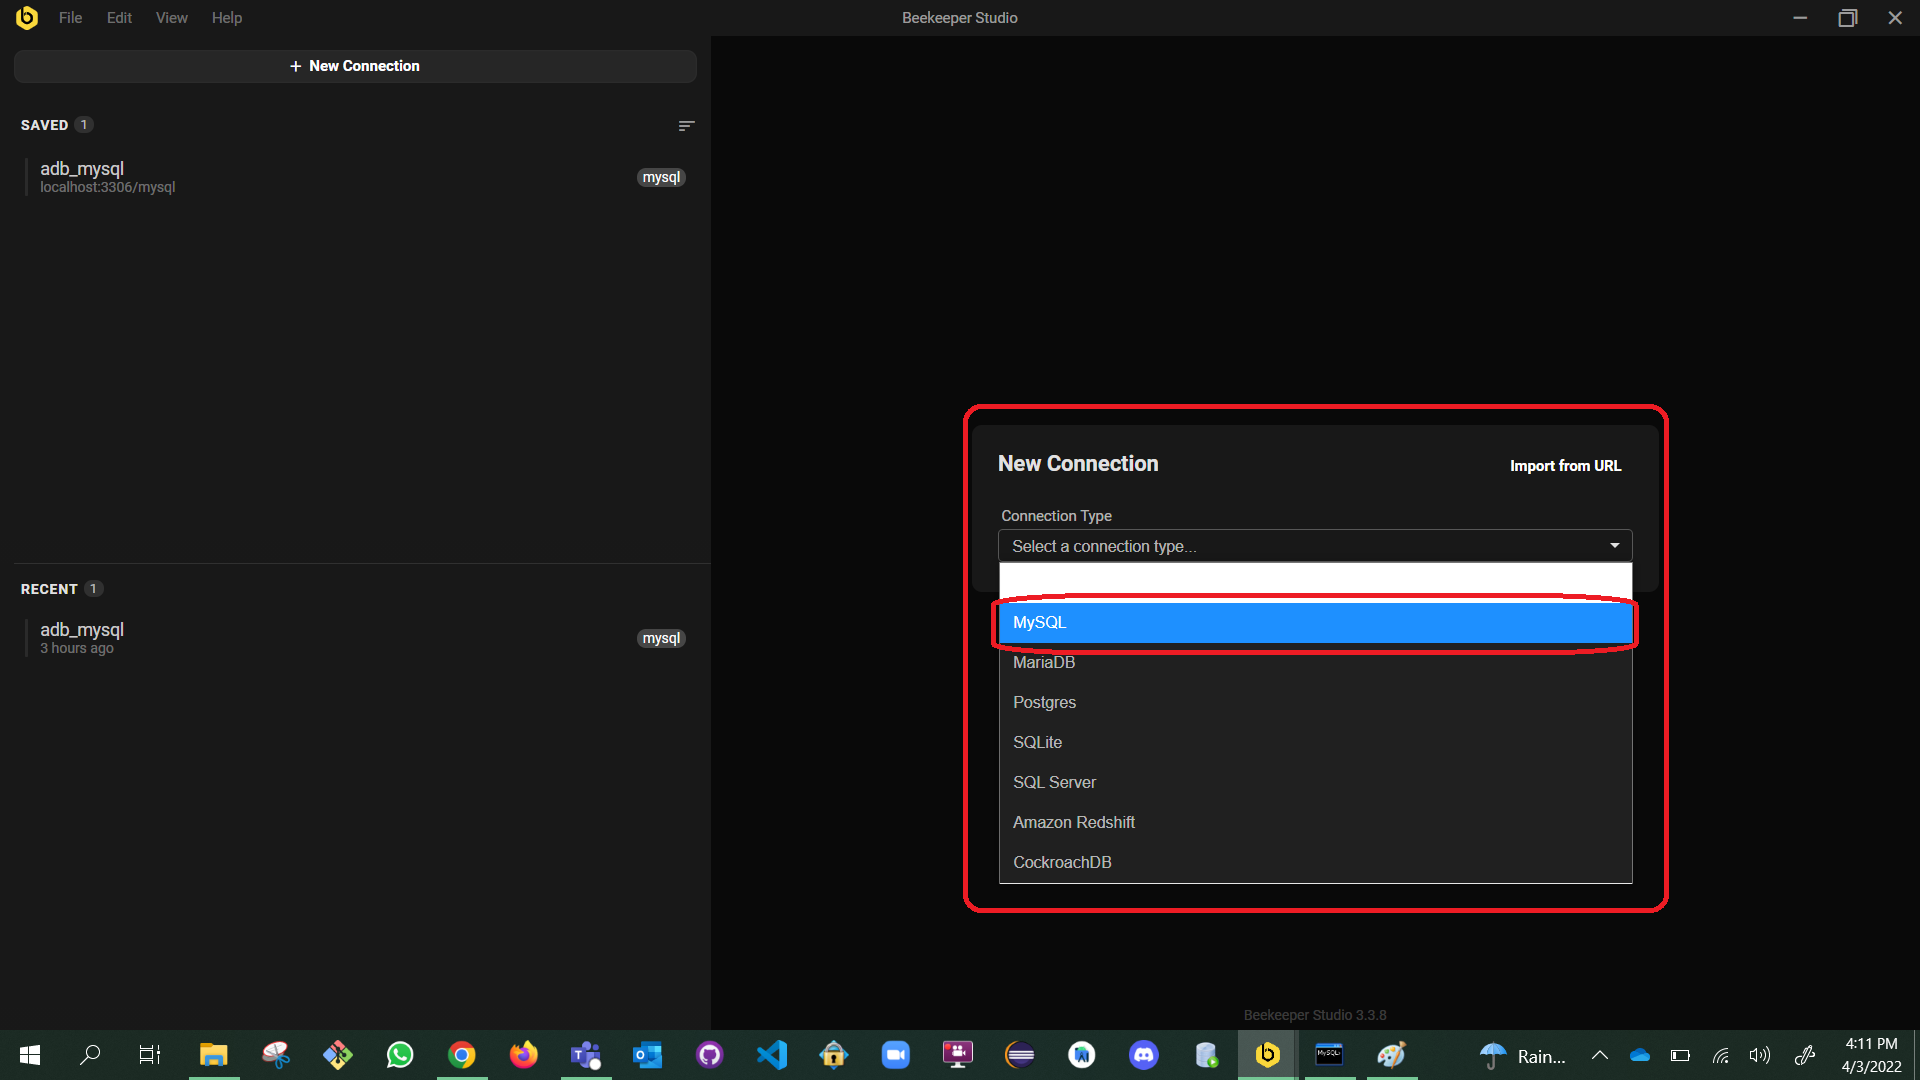 File Edit View Help
Beekeeper Studio
+ New Connection
SAVED 1
adb_mysql
localhost:3306/mysql
mysql
RECENT 1
adb_mysql
3 hours ago
mysql
New Connection
Import from URL
Connection Type
Select a connection type...
MySQL
MariaDB
Postgres
SQLite
SQL Server
Amazon Redshift
CockroachDB
Beekeeper Studio 3.3.8
Rain...
4:11 PM
4/3/2022